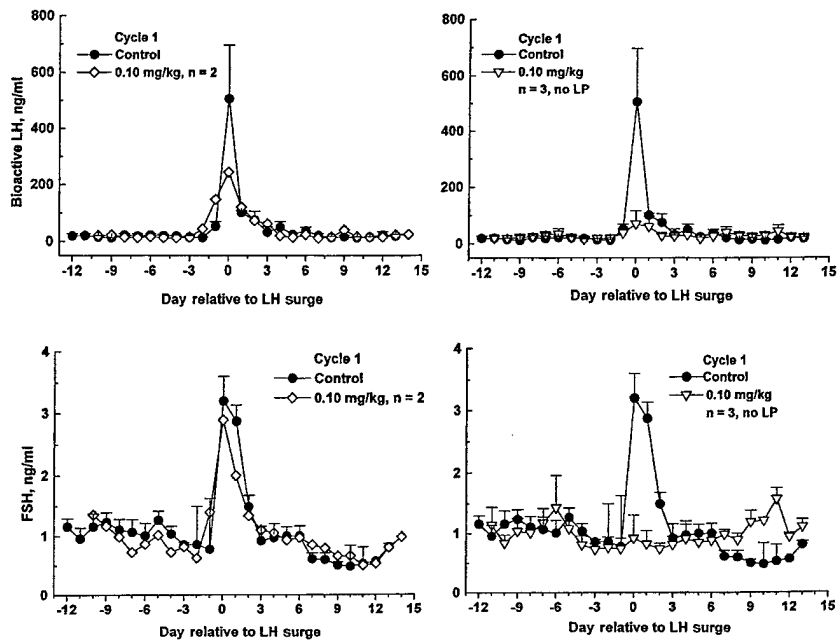 800
600
400
200
0
Bioactive LH, ng/ml
Cycle 1
Control
0.10 mg/kg, n = 2
-12 -9 -6 -3 0 3 6 9 12 15
Day relative to LH surge
800
600
400
200
0
Cycle 1
Control
0.10 mg/kg
n = 3, no LP
-12 -9 -6 -3 0 3 6 9 12 15
Day relative to LH surge
4
3
2
1
0
FSH, ng/ml
Cycle 1
Control
0.10 mg/kg, n = 2
-12 -9 -6 -3 0 3 6 9 12 15
Day relative to LH surge
4
3
2
1
0
Cycle 1
Control
0.10 mg/kg
n = 3, no LP
-12 -9 -6 -3 0 3 6 9 12 15
Day relative to LH surge